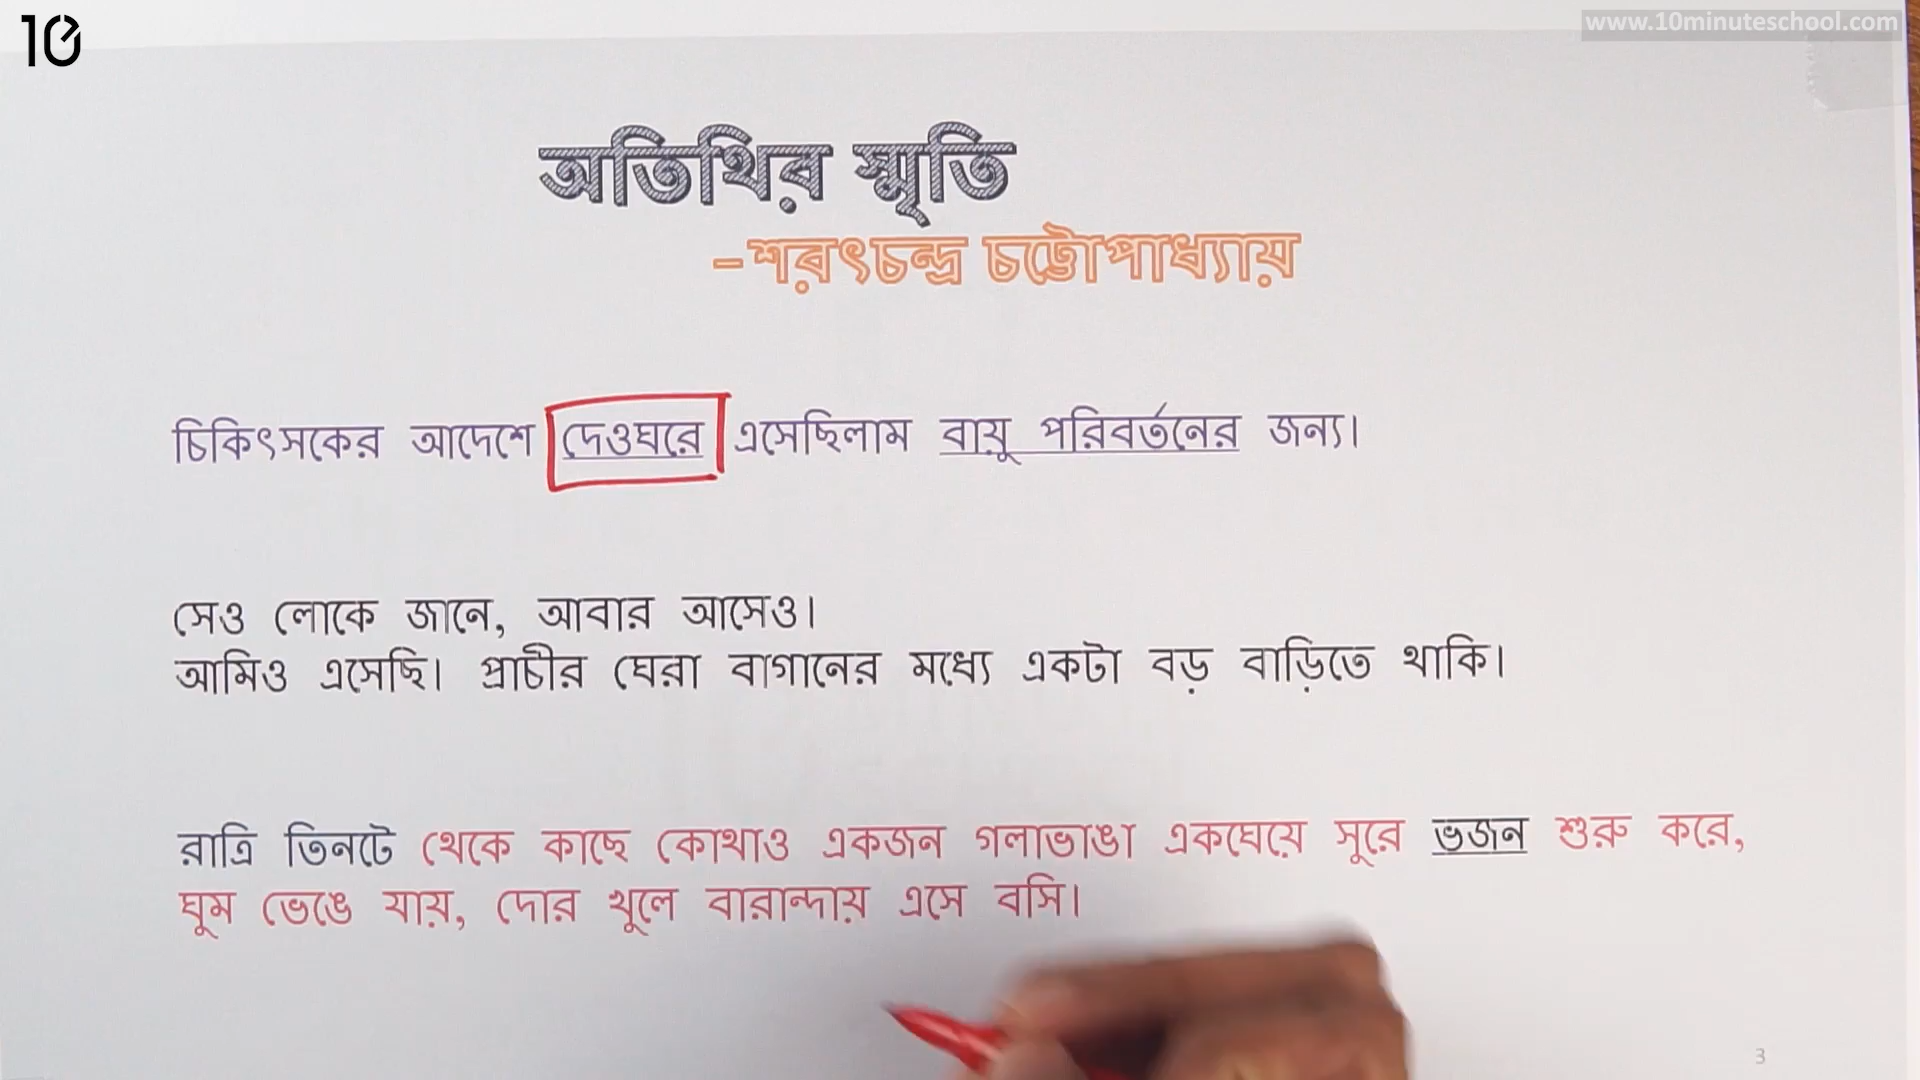 10
www.10minuteschool.com
অতিথির স্মৃতি
-শরৎচন্দ্র চট্টোপাধ্যায়
চিকিৎসকের আদেশে দেওঘরে এসেছিলাম বায়ূ পরিবর্তনের জন্য।
সেও লোকে জানে, আবার আসেও।
আমিও এসেছি। প্রাচীর ঘেরা বাগানের মধ্যে একটা বড় বাড়িতে থাকি।
রাত্রি তিনটে থেকে কাছে কোথাও একজন গলাভাঙা একঘেয়ে সূরে ভজন শুরু করে,
ঘুম ভেঙে যায়, দোর খুলে বারান্দায় এসে বসি।
3